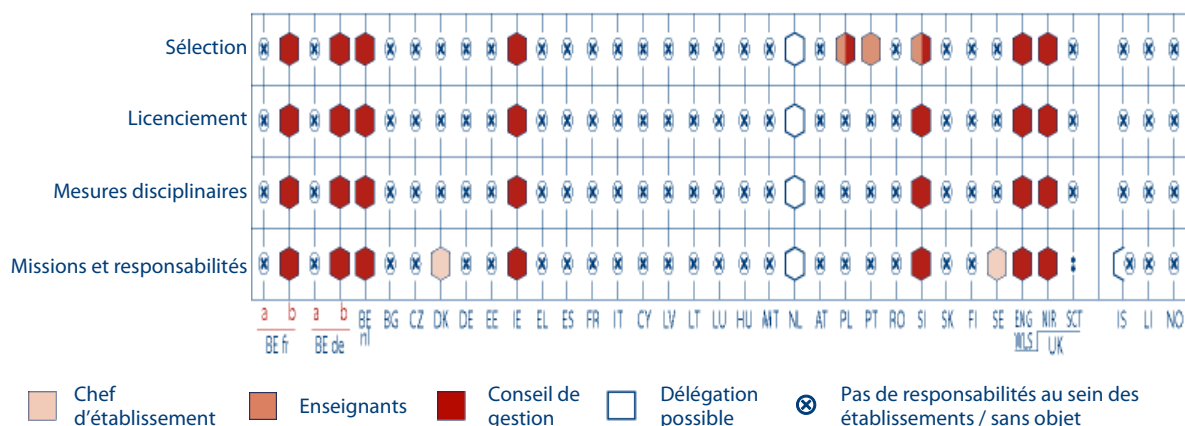 Sélection
Licenciement
Mesures disciplinaires
Missions et responsabilités
a b a b BE nl BG CZ DK DE EE IE EL ES FR IT CY LV LT LU HU MT NL AT PL PT RO SI SK FI SE ENG NIR SCT IS LI NO
BE fr BE de WLS UK
Chef d'établissement
Enseignants
Conseil de gestion
Délégation possible
Pas de responsabilités au sein des établissements / sans objet